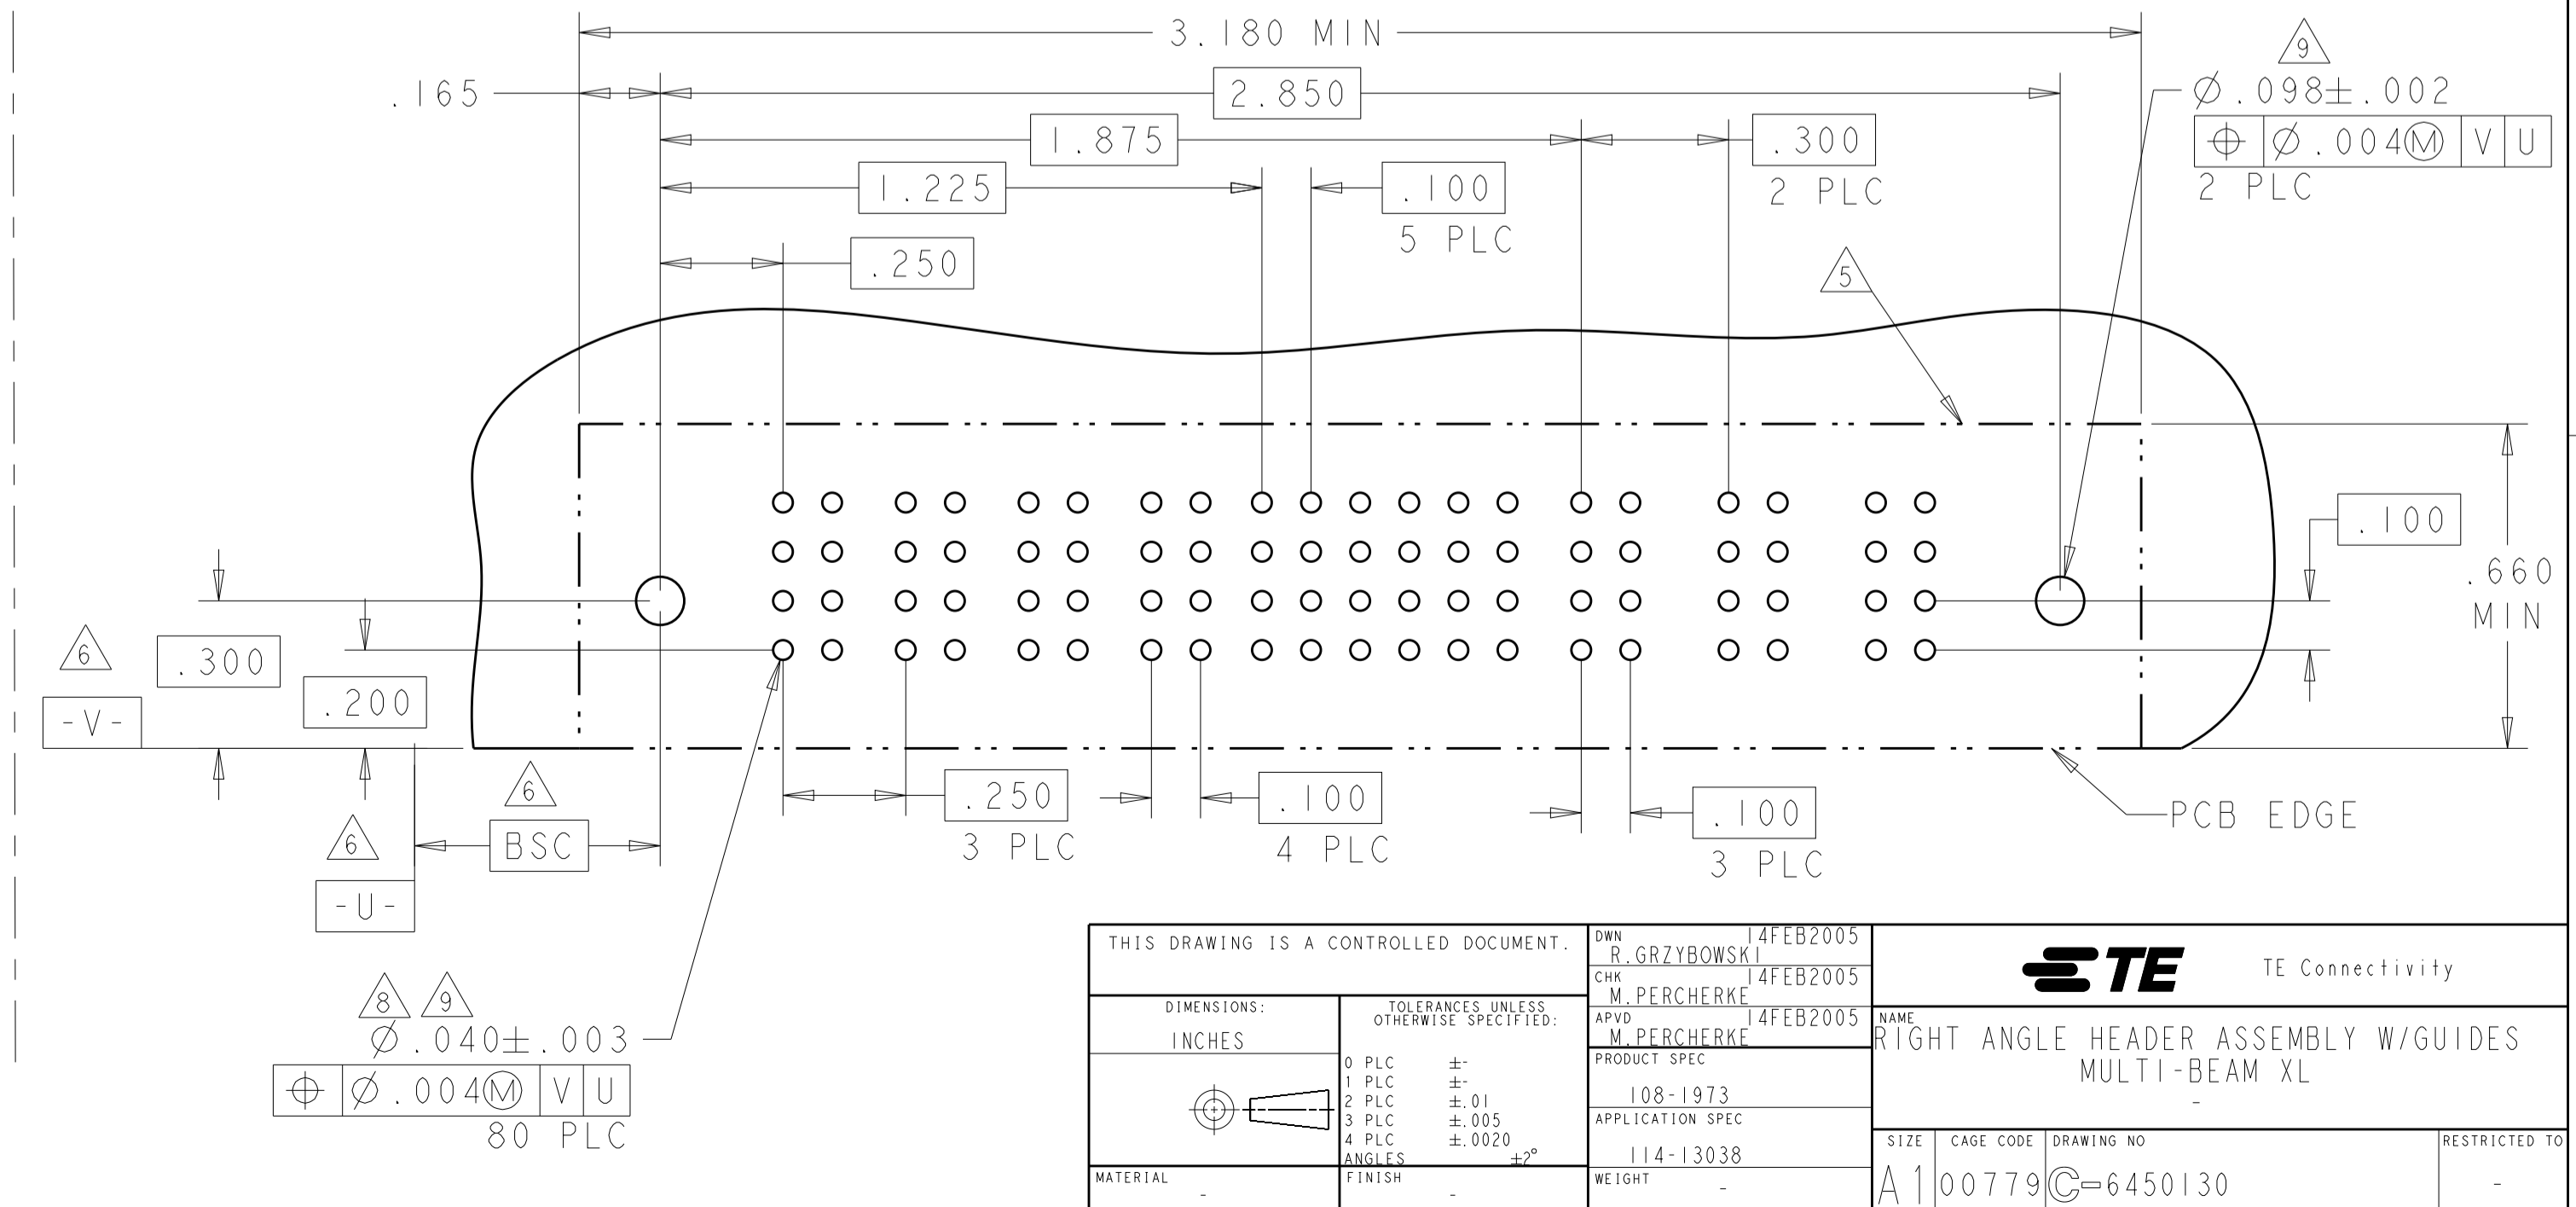 3.180 MIN
9
.165
2.850
Ø.098±.002
1.875
.300
⌖ Ø.004Ⓜ V U
1.225
.100
2 PLC
2 PLC
5 PLC
.250
5
.100
.660
MIN
6
.300
.200
-V-
6
.250
.100
.100
PCB EDGE
3 PLC
4 PLC
3 PLC
6
BSC
-U-
8 9
Ø.040±.003
⌖ Ø.004Ⓜ V U
80 PLC
THIS DRAWING IS A CONTROLLED DOCUMENT.
DIMENSIONS:
INCHES
TOLERANCES UNLESS
OTHERWISE SPECIFIED:
0 PLC ±-
1 PLC ±-
2 PLC ±.01
3 PLC ±.005
4 PLC ±.0020
ANGLES ±2°
MATERIAL
-
FINISH
-
DWN 14FEB2005
R.GRZYBOWSKI
CHK 14FEB2005
M.PERCHERKE
APVD 14FEB2005
M.PERCHERKE
PRODUCT SPEC
108-1973
APPLICATION SPEC
114-13038
WEIGHT
-
TE
TE Connectivity
NAME
RIGHT ANGLE HEADER ASSEMBLY W/GUIDES
MULTI-BEAM XL
-
SIZE
A1
CAGE CODE
00779
DRAWING NO
C-6450130
RESTRICTED TO
-